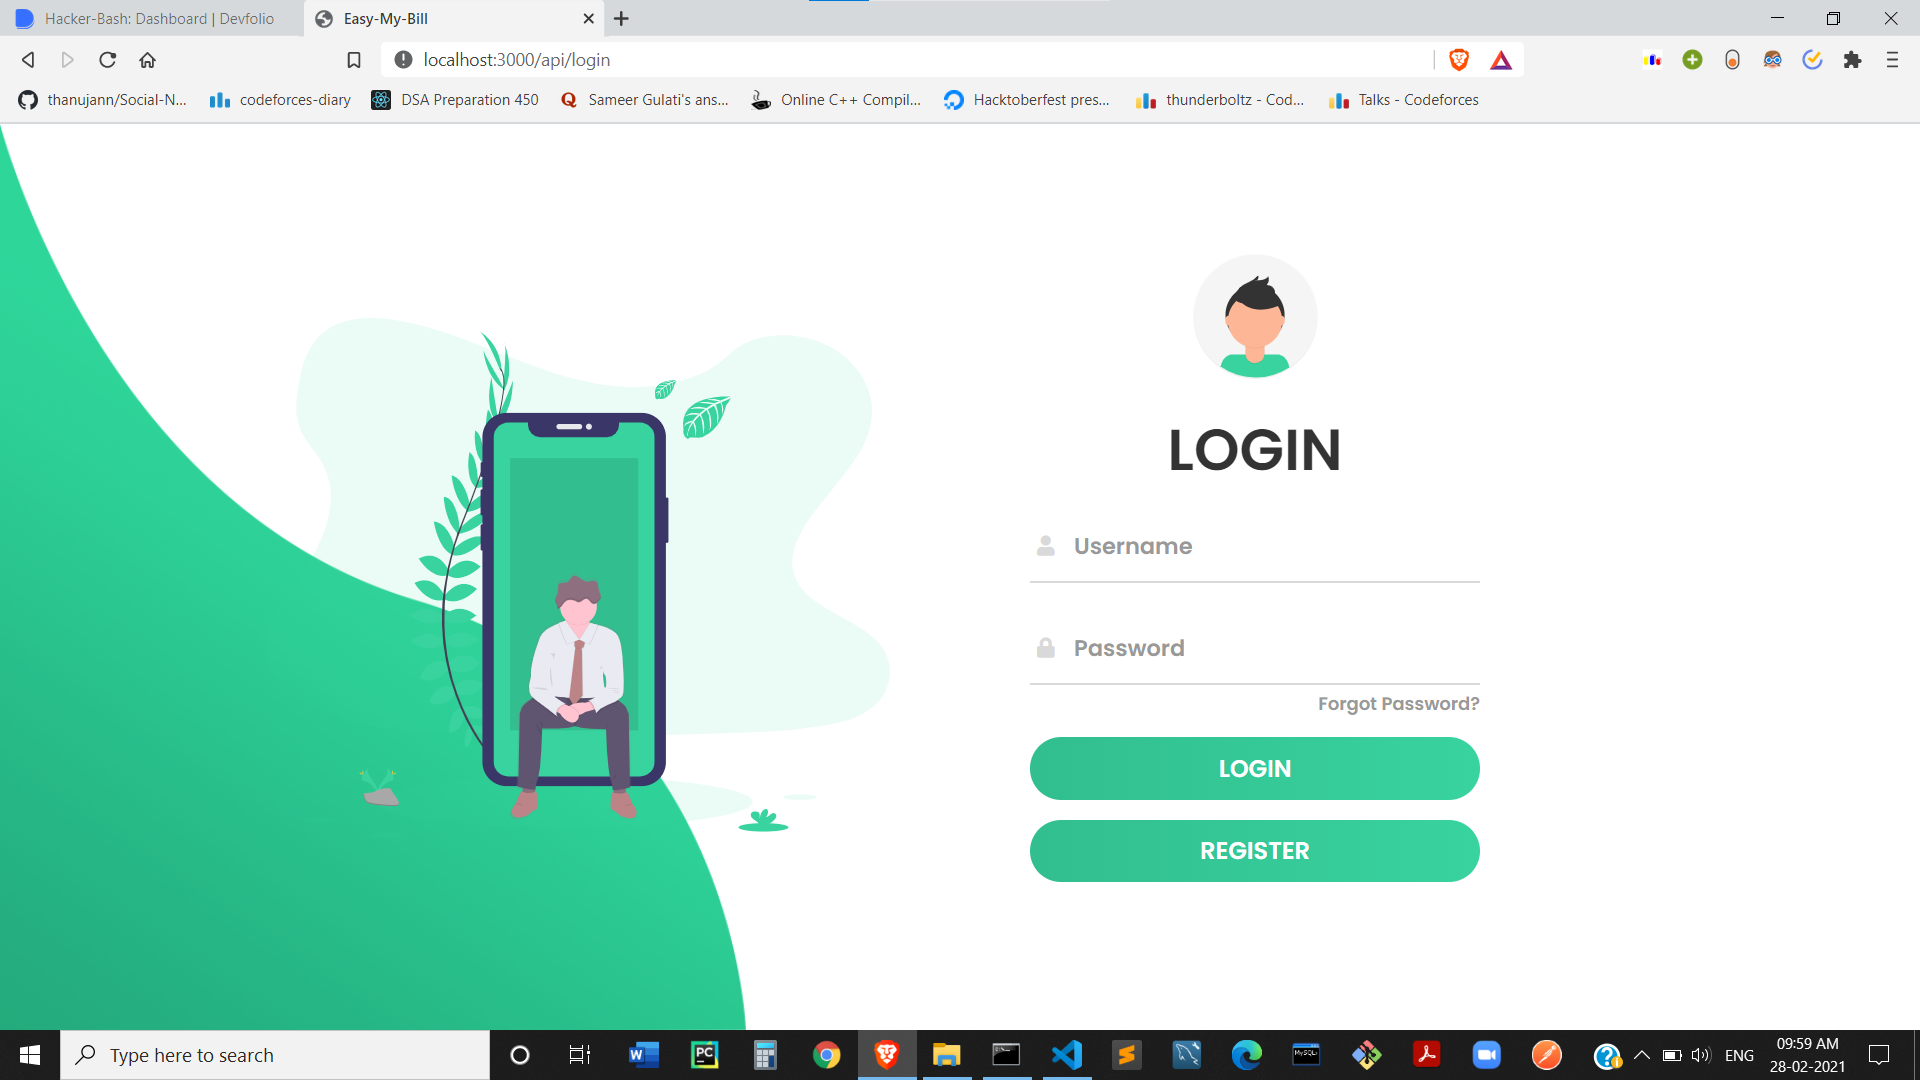 Hacker-Bash: Dashboard | Devfolio
Easy-My-Bill
localhost:3000/api/login
thanujann/Social-N...
codeforces-diary
DSA Preparation 450
Sameer Gulati's ans...
Online C++ Compil...
Hacktoberfest pres...
thunderboltz - Cod...
Talks - Codeforces
LOGIN
Username
Password
Forgot Password?
LOGIN
REGISTER
Type here to search
ENG
09:59 AM
28-02-2021